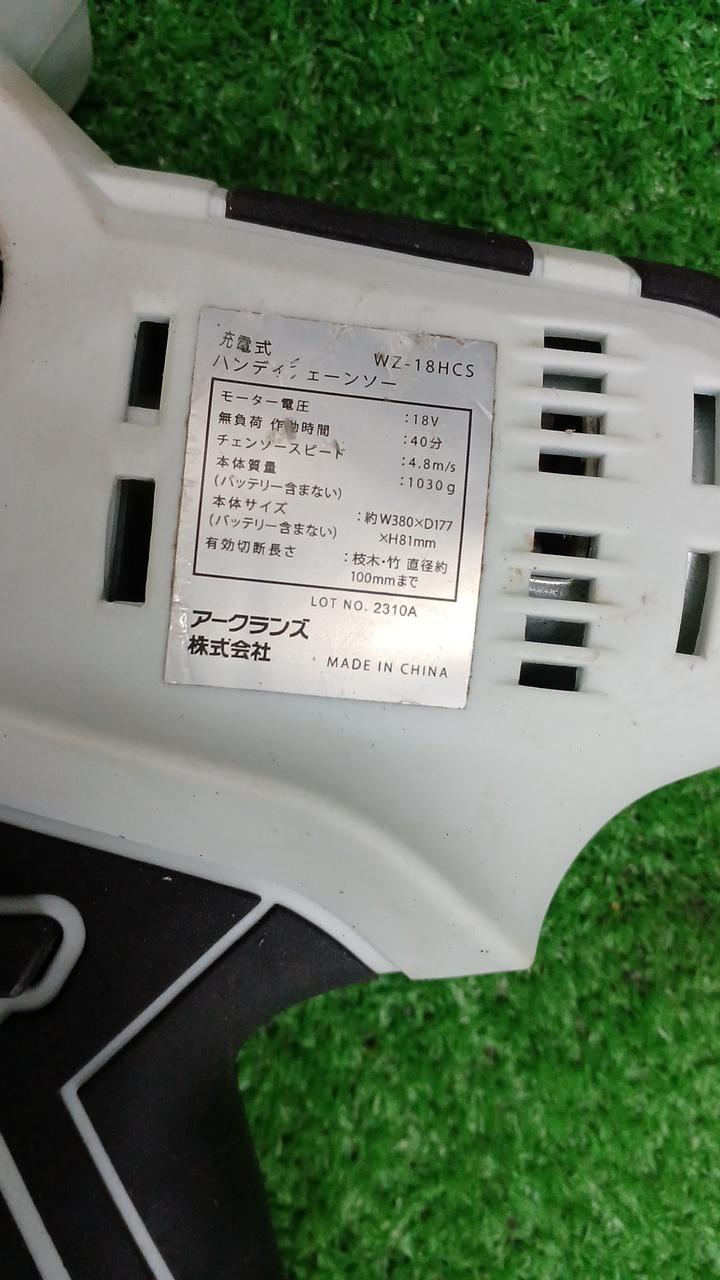 充電式 WZ-18HCS
ハンディチェーンソー
モーター電圧 :18V
無負荷 作動時間 :40分
チェンソースピード :4.8m/s
本体質量 :1030g
(バッテリー含まない)
本体サイズ :約W380×D177
(バッテリー含まない) ×H81mm
有効切断長さ :枝木・竹 直径約
100mmまで
LOT NO. 2310A
アークランズ
株式会社
MADE IN CHINA